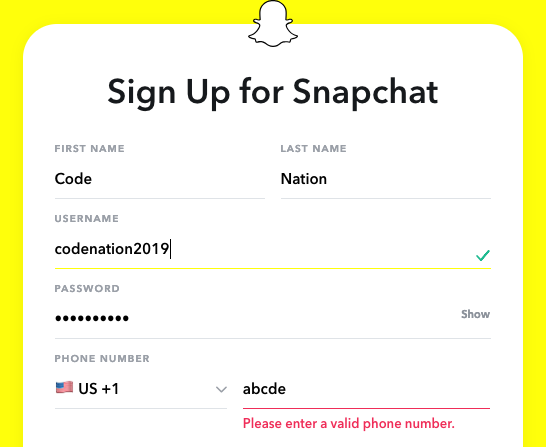 Sign Up for Snapchat
FIRST NAME LAST NAME
Code Nation
USERNAME
codenation2019
PASSWORD
•••••••••• Show
PHONE NUMBER
US +1 abcde
Please enter a valid phone number.